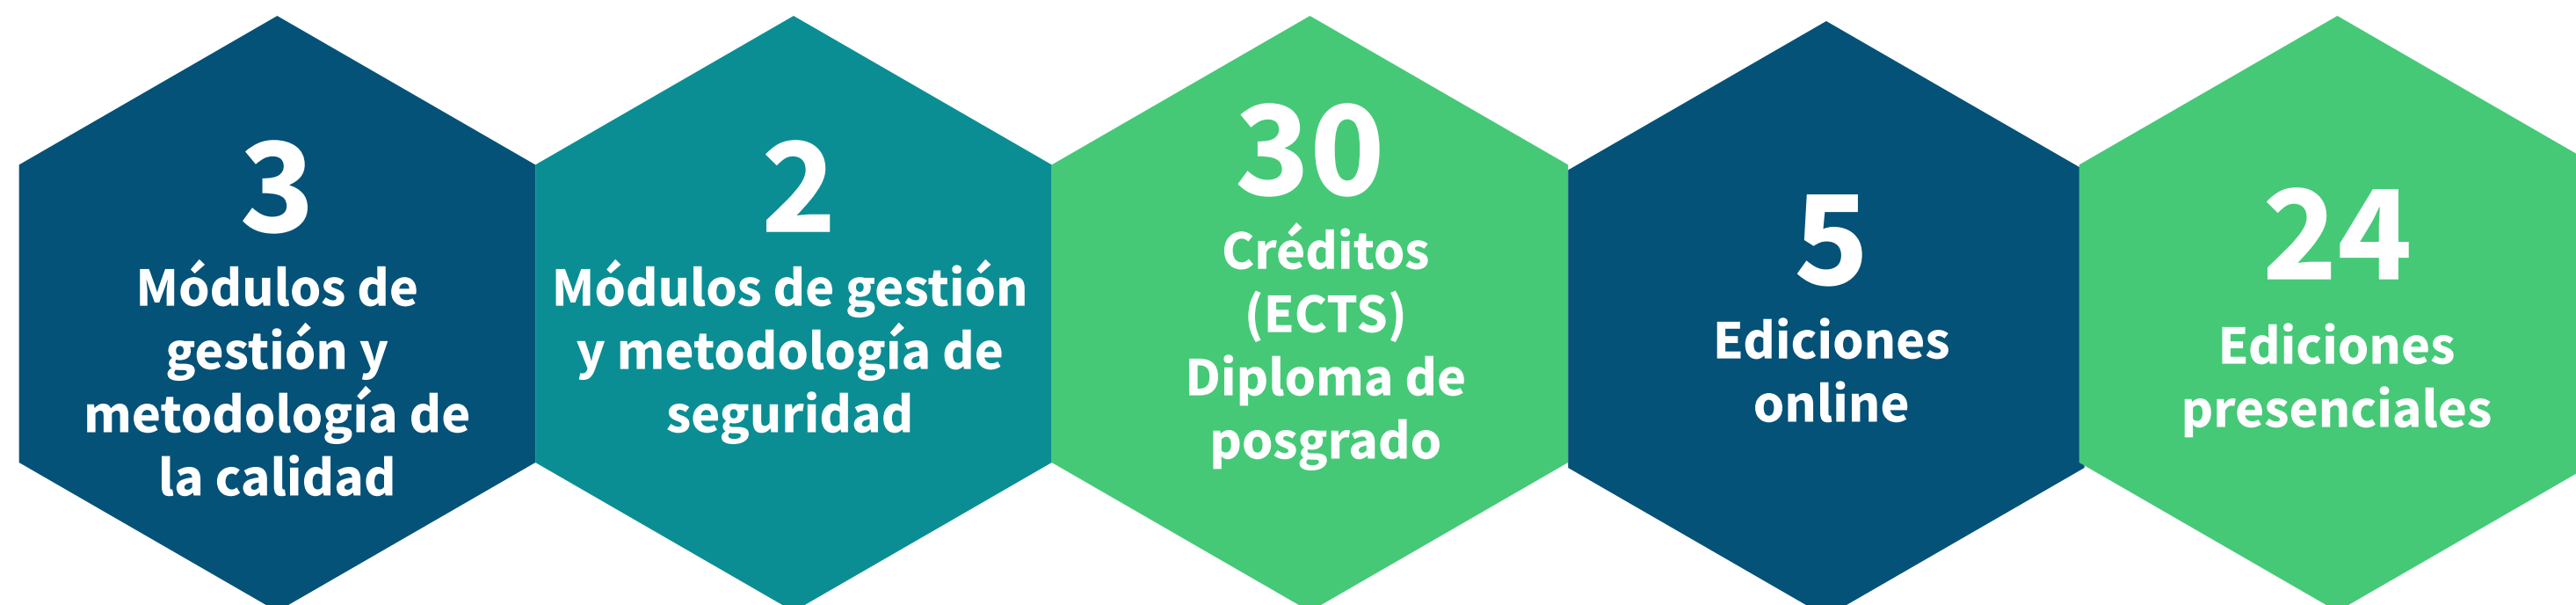 3
Módulos de
gestión y
metodología de
la calidad
2
Módulos de gestión
y metodología de
seguridad
30
Créditos
(ECTS)
Diploma de
posgrado
5
Ediciones
online
24
Ediciones
presenciales